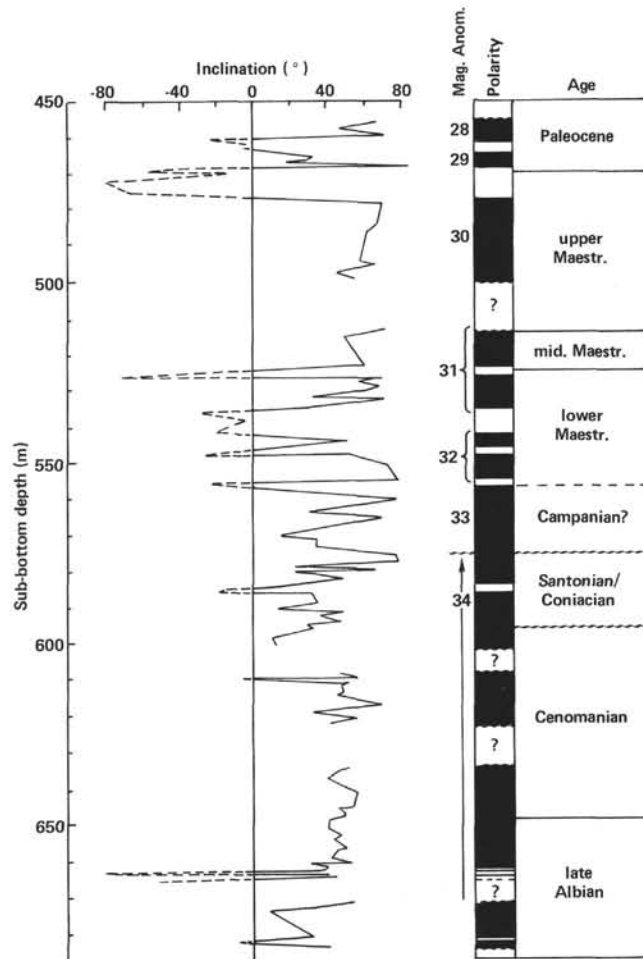 Inclination (°)
-80 -40 0 40 80
Mag. Anom.
Polarity
Age
Sub-bottom depth (m)
450
500
550
600
650
28
29
30
31
32
33
34
?
?
?
?
Paleocene
upper
Maestr.
mid. Maestr.
lower
Maestr.
Campanian?
Santonian/
Coniacian
Cenomanian
late
Albian